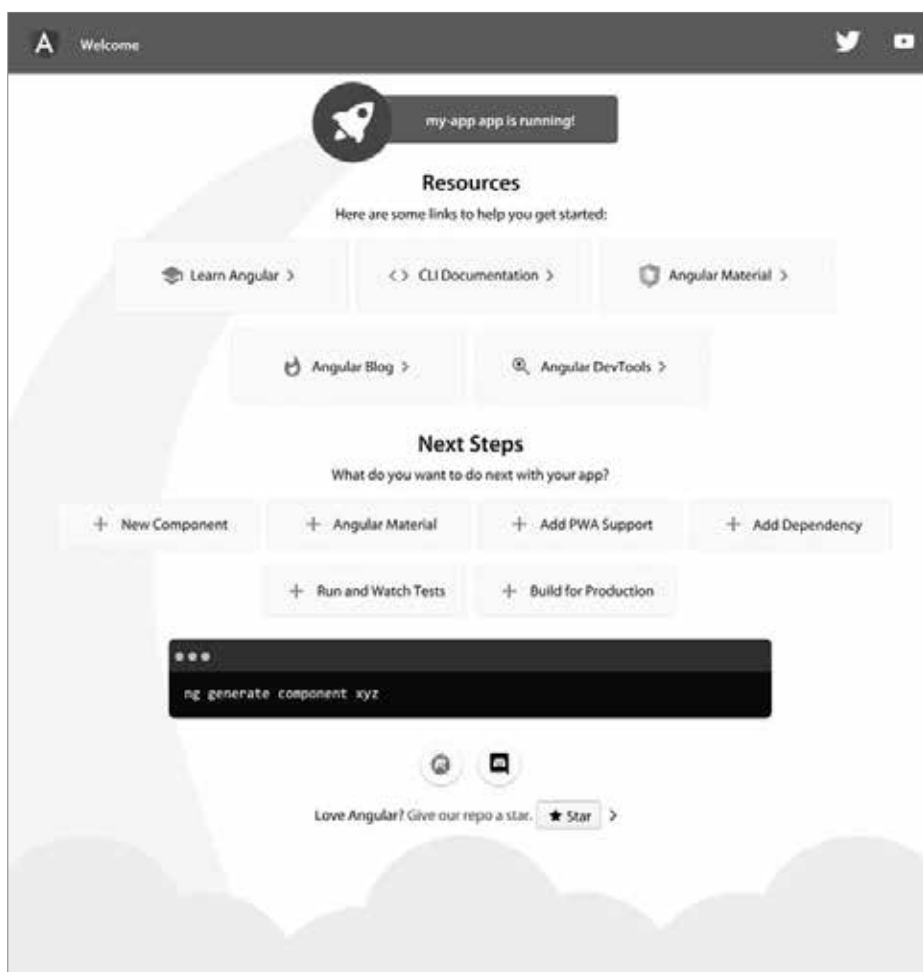 A Welcome
my-app app is running!
Resources
Here are some links to help you get started:
Learn Angular > <> CLI Documentation > Angular Material >
Angular Blog > Angular DevTools >
Next Steps
What do you want to do next with your app?
+ New Component + Angular Material + Add PWA Support + Add Dependency
+ Run and Watch Tests + Build for Production
ng generate component xyz
Love Angular? Give our repo a star. ★ Star >